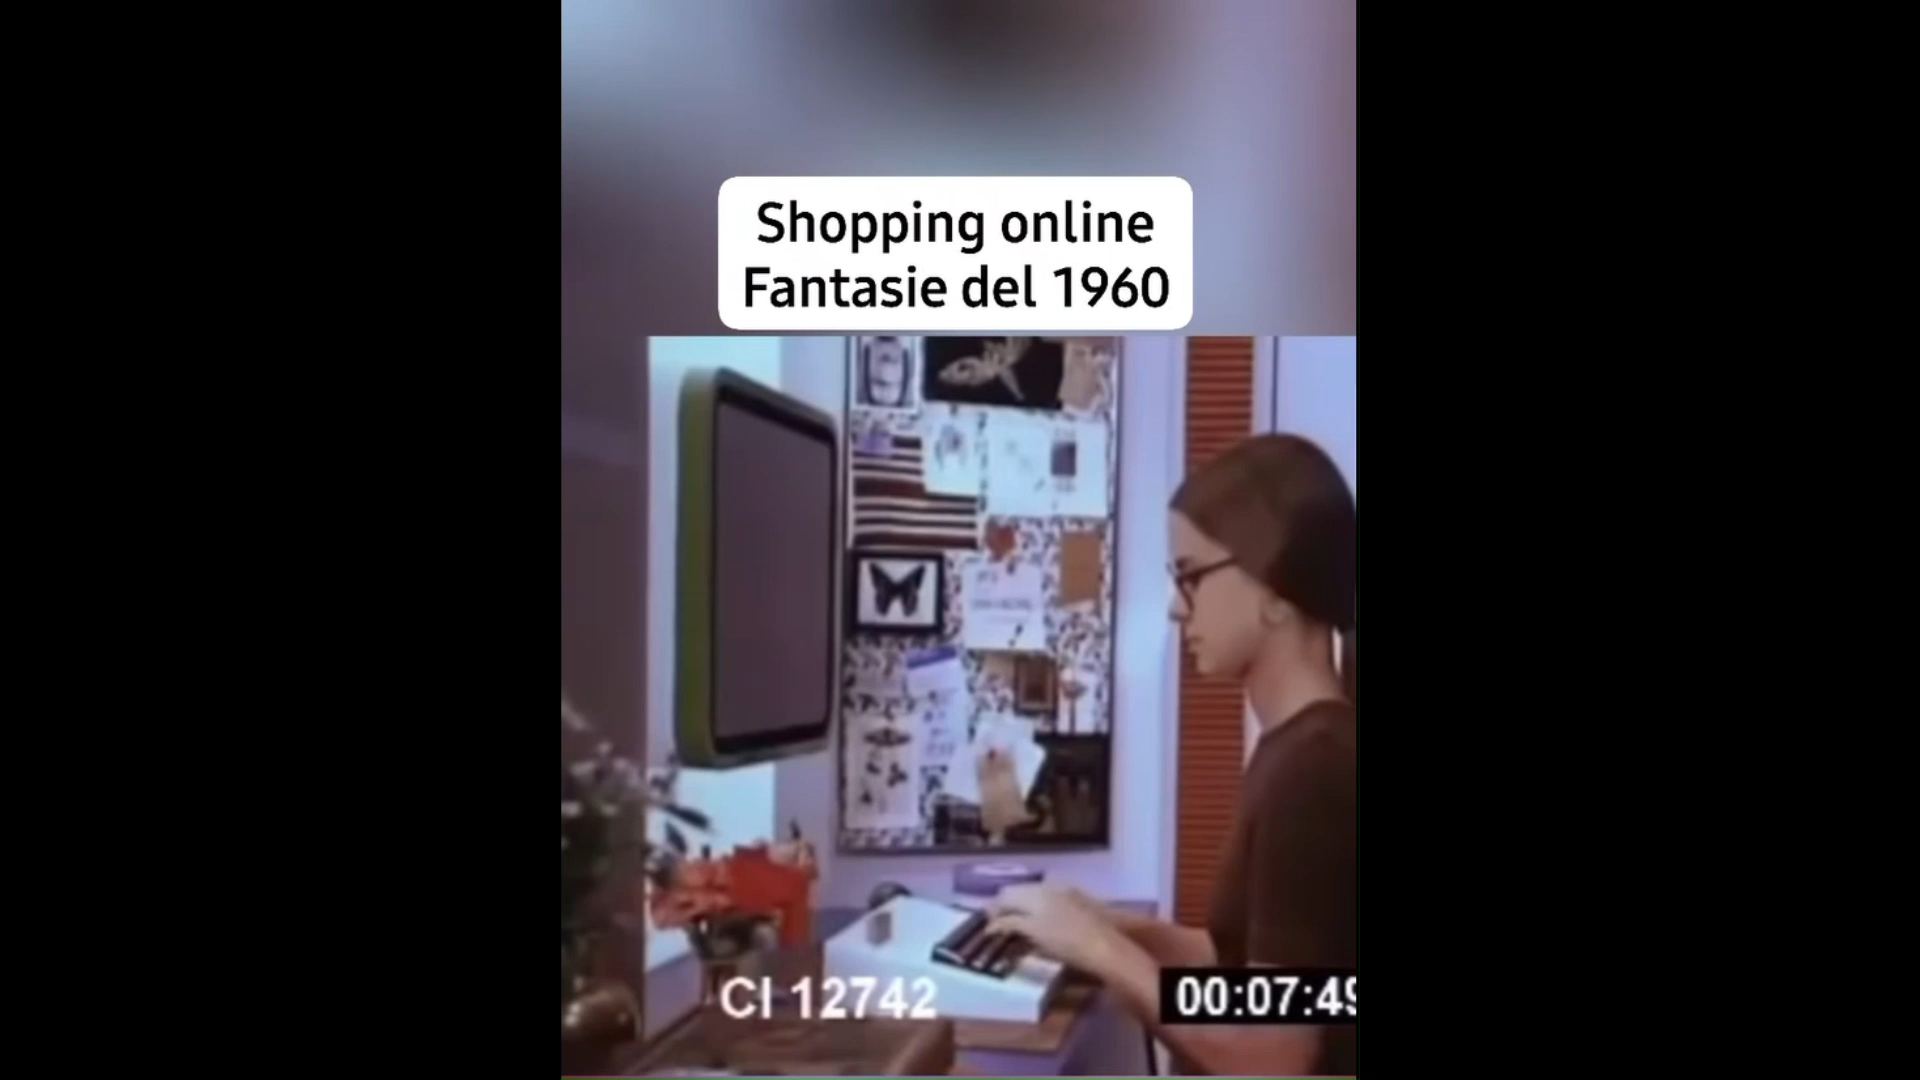 Shopping online
Fantasie del 1960
CI 12742
00:07:49